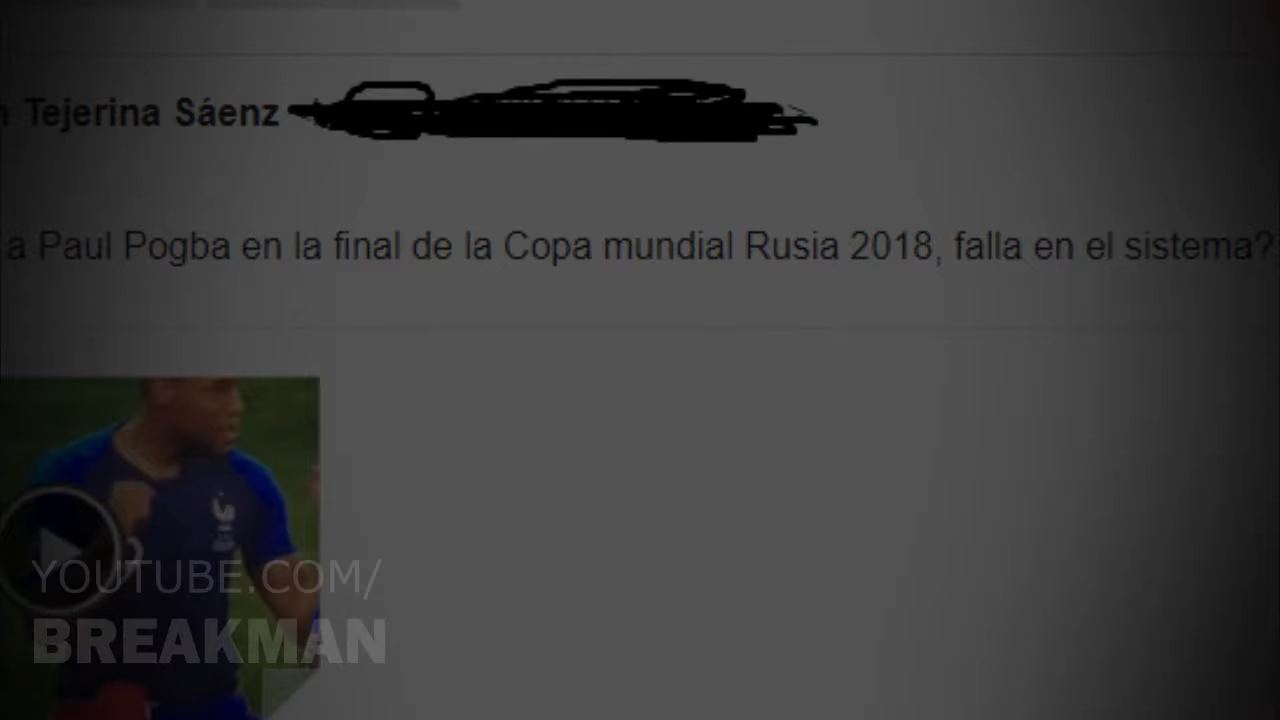 Tejerina Sáenz
a Paul Pogba en la final de la Copa mundial Rusia 2018, falla en el sistema?
YOUTUBE.COM/
BREAKMAN